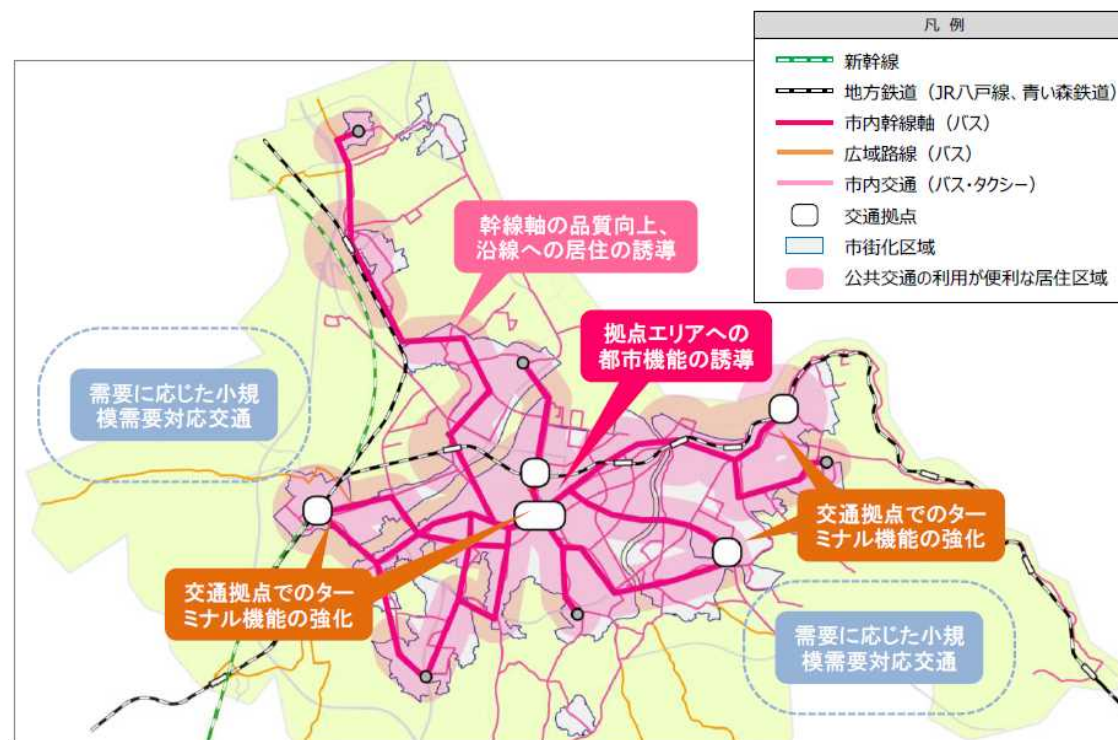 凡 例
新幹線
地方鉄道（JR八戸線、青い森鉄道）
市内幹線軸（バス）
広域路線（バス）
市内交通（バス・タクシー）
交通拠点
市街化区域
公共交通の利用が便利な居住区域
幹線軸の品質向上、
沿線への居住の誘導
拠点エリアへの
都市機能の誘導
需要に応じた小規
模需要対応交通
交通拠点でのター
ミナル機能の強化
交通拠点でのター
ミナル機能の強化
需要に応じた小規
模需要対応交通